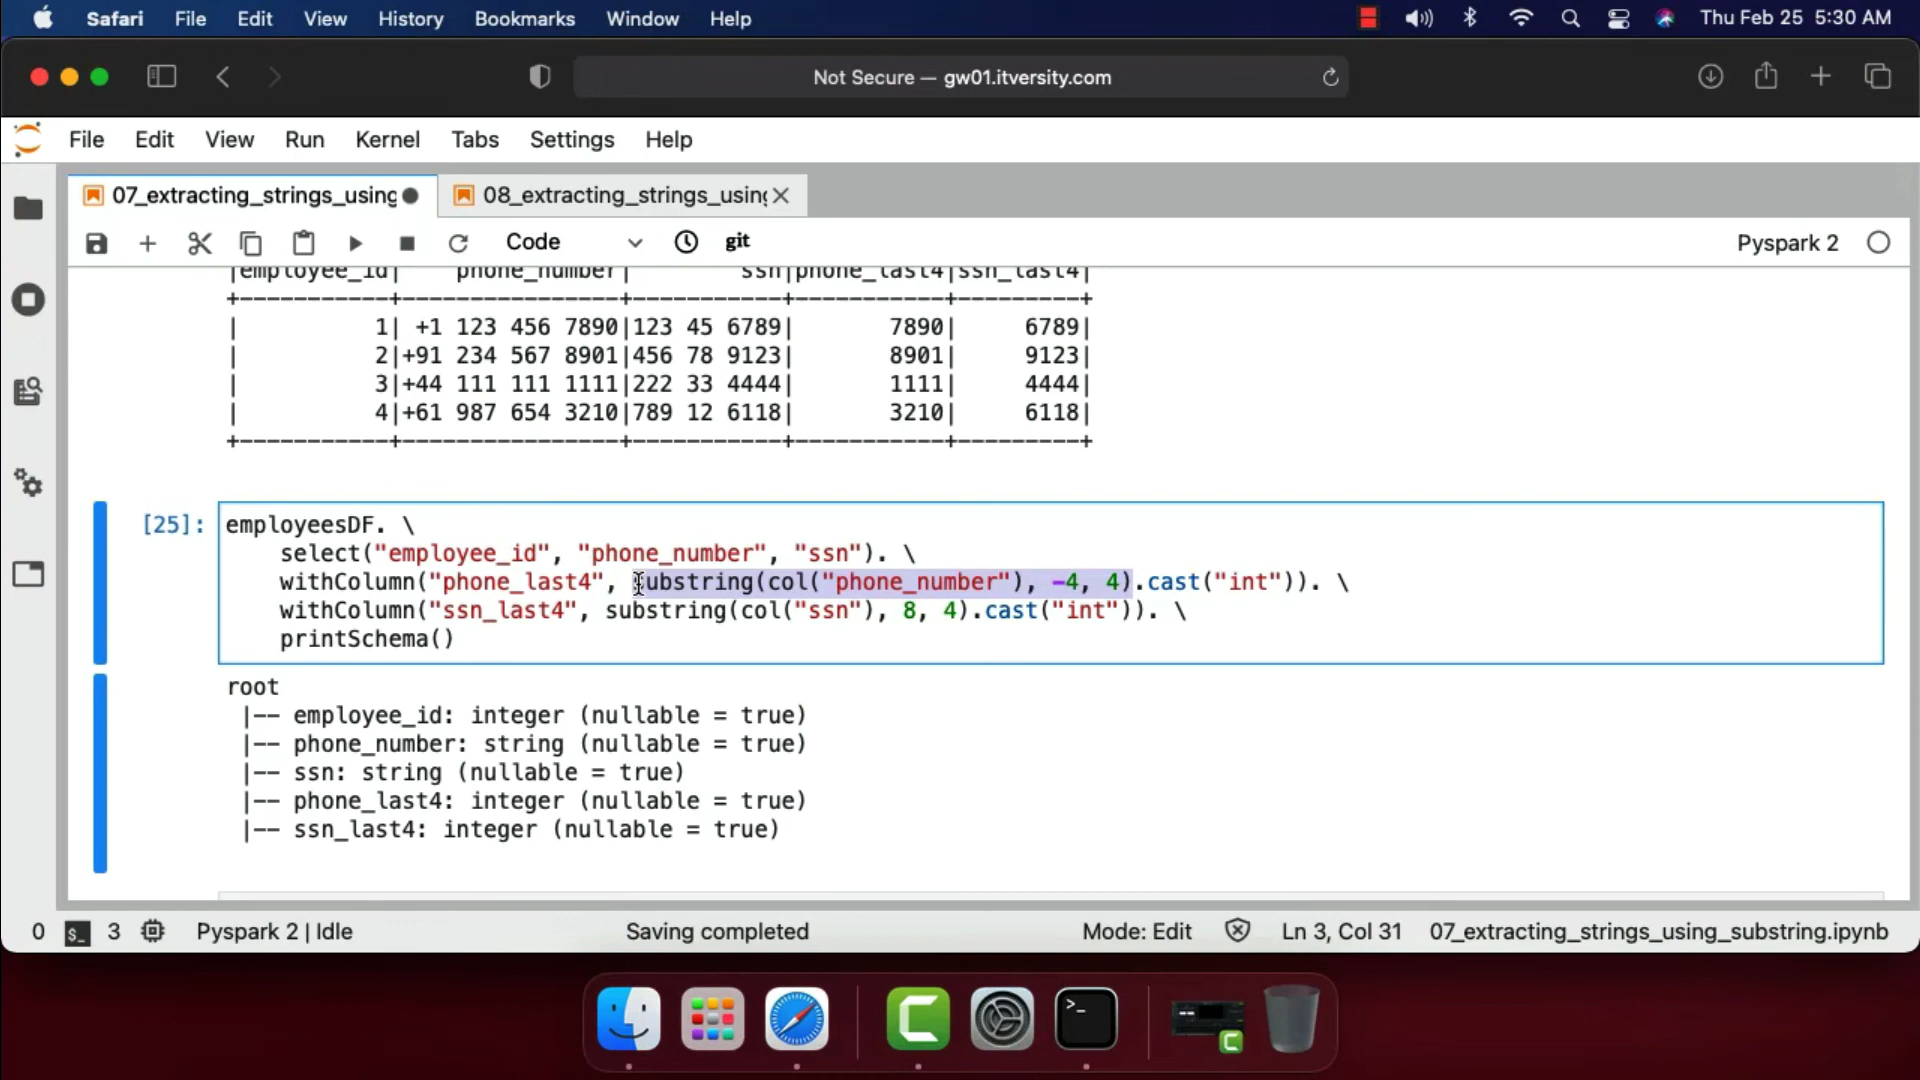 Safari File Edit View History Bookmarks Window Help Thu Feb 25 5:30 AM
Not Secure — gw01.itversity.com
File Edit View Run Kernel Tabs Settings Help
07_extracting_strings_using 08_extracting_strings_using
Code git Pyspark 2
|employee_id| phone_number| ssn|phone_last4|ssn_last4|
+-----------+----------------+-----------+-----------+---------+
| 1| +1 123 456 7890|123 45 6789| 7890| 6789|
| 2|+91 234 567 8901|456 78 9123| 8901| 9123|
| 3|+44 111 111 1111|222 33 4444| 1111| 4444|
| 4|+61 987 654 3210|789 12 6118| 3210| 6118|
+-----------+----------------+-----------+-----------+---------+
[25]: employeesDF. \
select("employee_id", "phone_number", "ssn"). \
withColumn("phone_last4", substring(col("phone_number"), -4, 4).cast("int")). \
withColumn("ssn_last4", substring(col("ssn"), 8, 4).cast("int")). \
printSchema()
root
|-- employee_id: integer (nullable = true)
|-- phone_number: string (nullable = true)
|-- ssn: string (nullable = true)
|-- phone_last4: integer (nullable = true)
|-- ssn_last4: integer (nullable = true)
0 $_ 3 Pyspark 2 | Idle Saving completed Mode: Edit Ln 3, Col 31 07_extracting_strings_using_substring.ipynb
>_